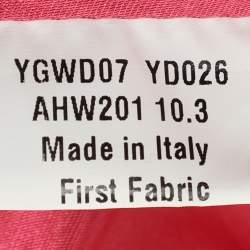 YGWD07 YD026
AHW201 10.3
Made in Italy
First Fabric